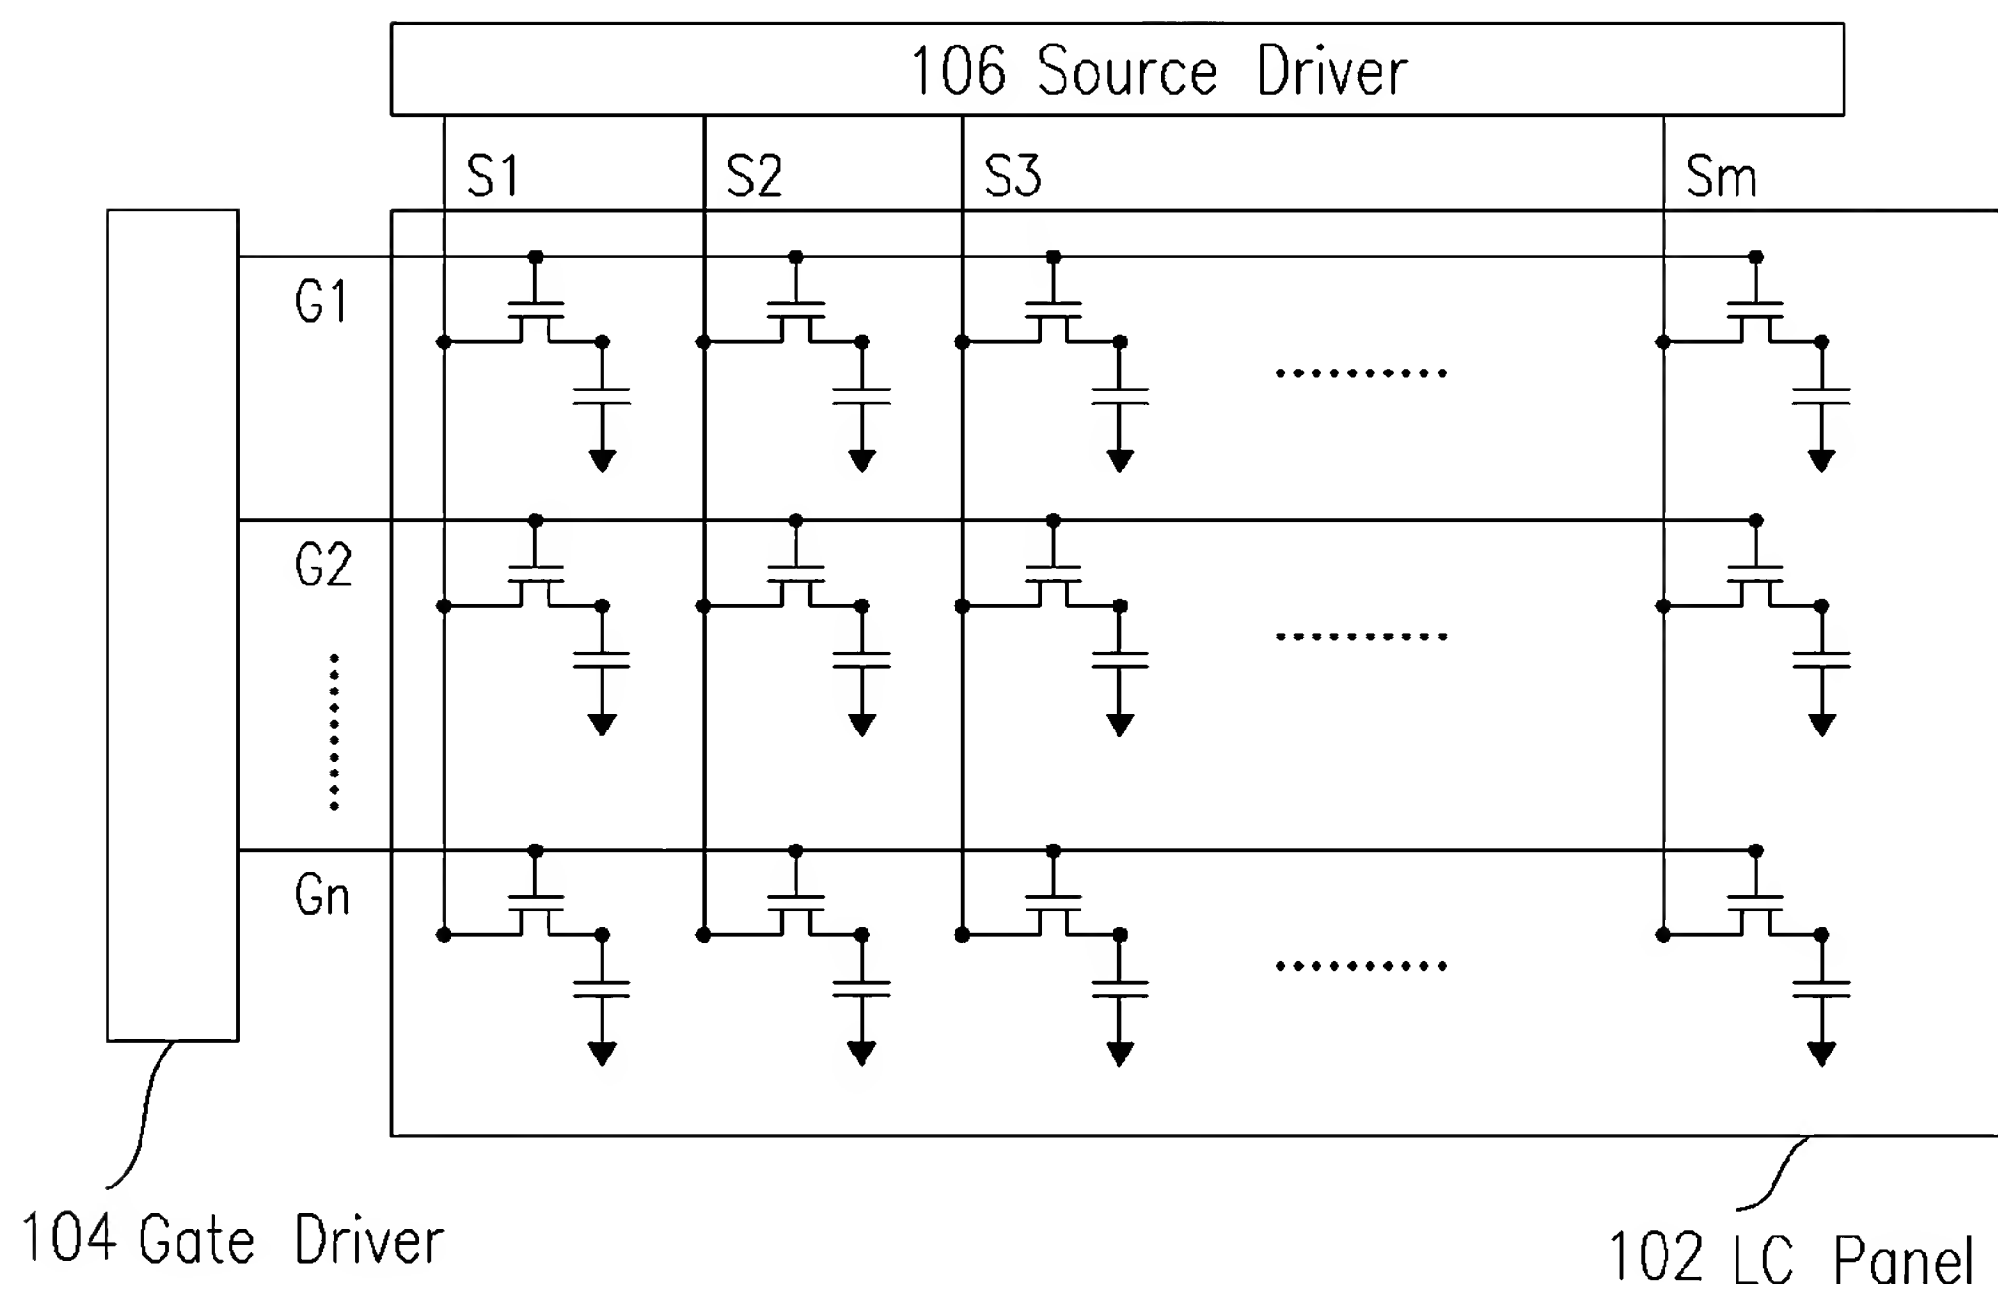 106 Source Driver
S1
S2
S3
Sm
G1
G2
Gn
104 Gate Driver
102 LC Panel